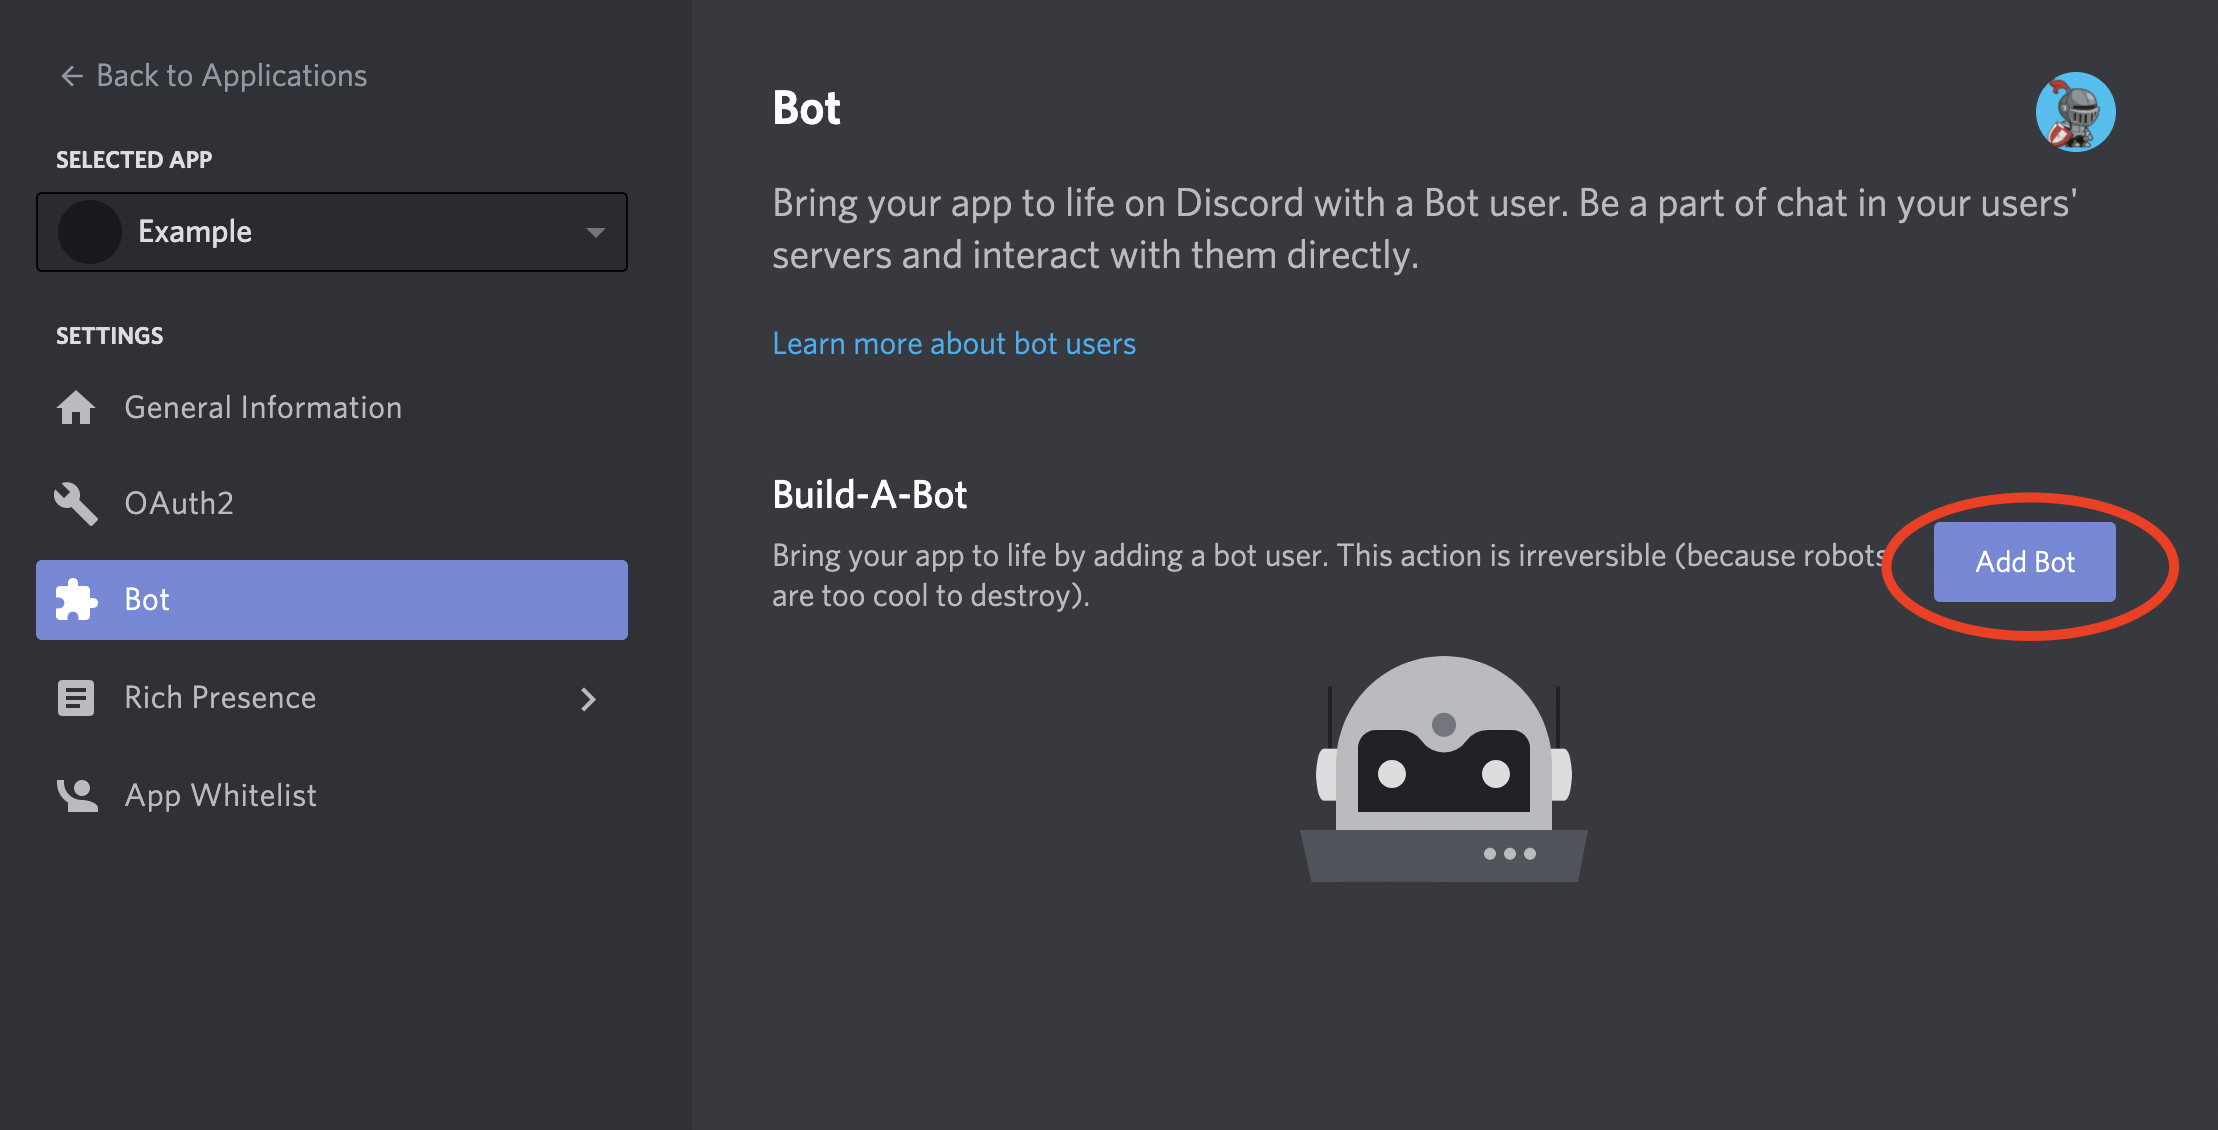 Back to Applications
SELECTED APP
Example
SETTINGS
General Information
OAuth2
Bot
Rich Presence
App Whitelist
Bot
Bring your app to life on Discord with a Bot user. Be a part of chat in your users'
servers and interact with them directly.
Learn more about bot users
Build-A-Bot
Bring your app to life by adding a bot user. This action is irreversible (because robots
are too cool to destroy).
Add Bot